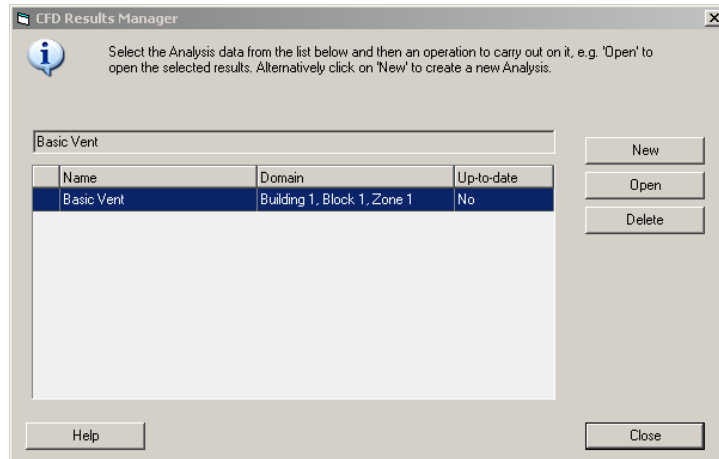 CFD Results Manager
Select the Analysis data from the list below and then an operation to carry out on it, e.g. 'Open' to
open the selected results. Alternatively click on 'New' to create a new Analysis.
Basic Vent
New
Name Domain Up-to-date
Open
Basic Vent Building 1, Block 1, Zone 1 No
Delete
Help Close